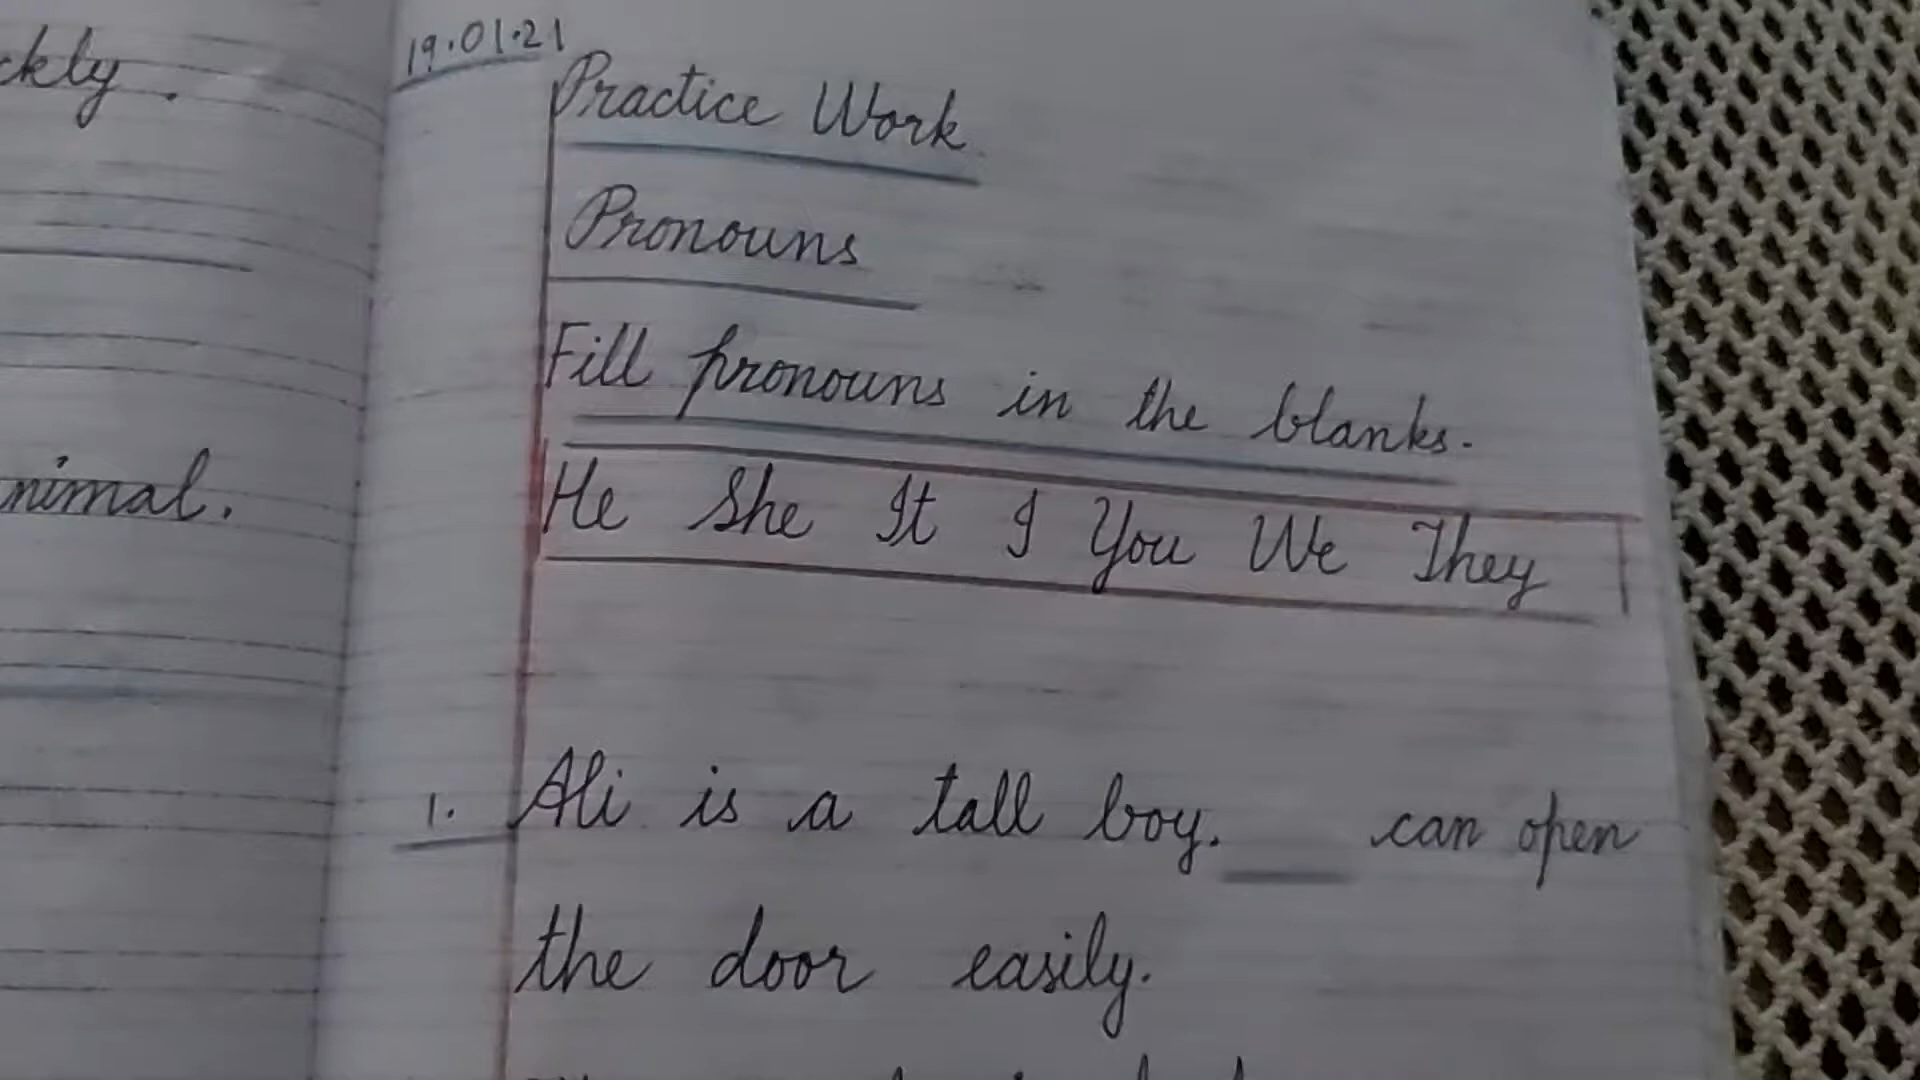 ckly.
nimal.
19.01.21
Practice Work
Pronouns
Fill pronouns in the blanks.
He She It I You We They
1. Ali is a tall boy. ___ can open
the door easily.